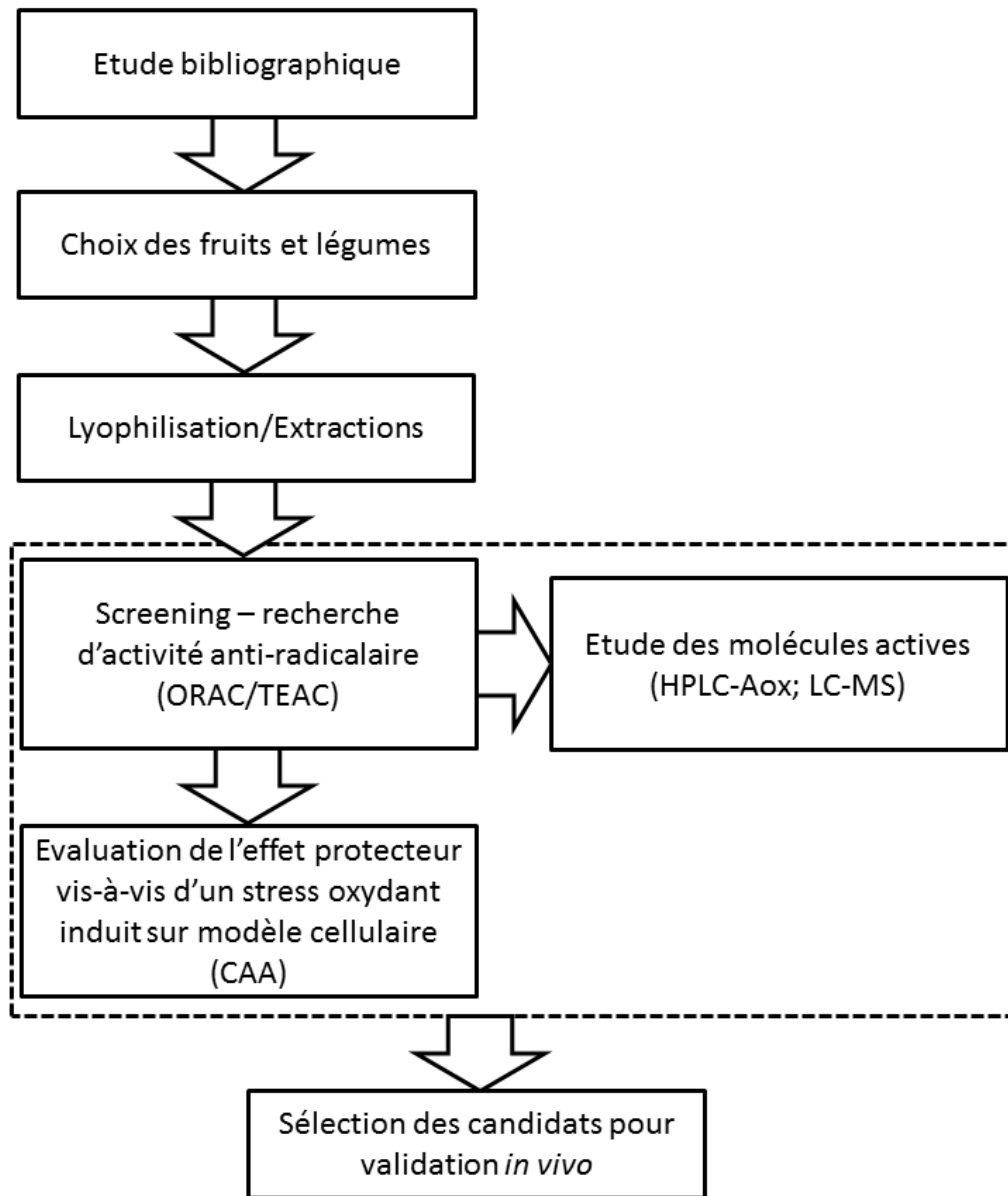 Etude bibliographique
Choix des fruits et légumes
Lyophilisation/Extractions
Screening – recherche
d’activité anti-radicalaire
(ORAC/TEAC)
Etude des molécules actives
(HPLC-Aox; LC-MS)
Evaluation de l’effet protecteur
vis-à-vis d’un stress oxydant
induit sur modèle cellulaire
(CAA)
Sélection des candidats pour
validation in vivo